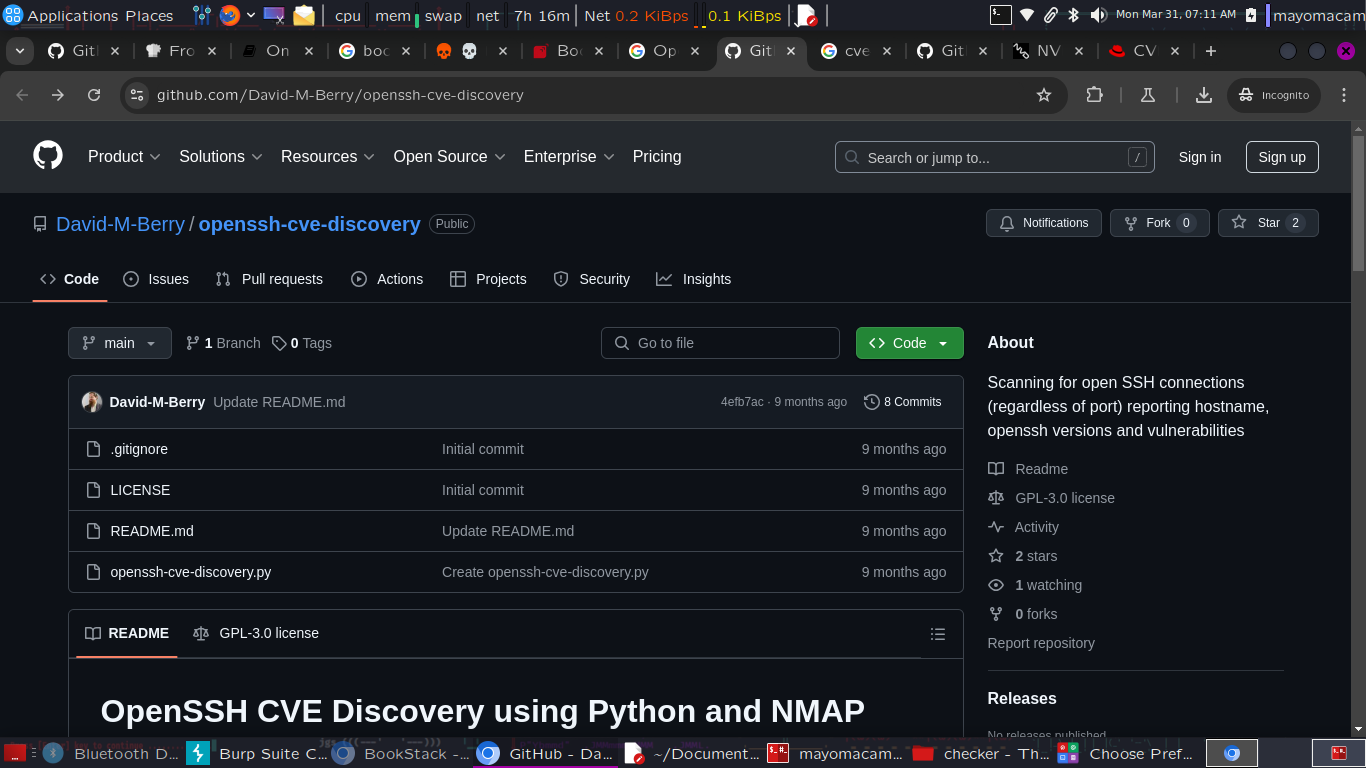 Applications Places cpu mem swap net 7h 16m Net 0.2 KiBps 0.1 KiBps Mon Mar 31, 07:11 AM mayomacam
Git Fro On boo Boo Op Git cve Git NV CV
github.com/David-M-Berry/openssh-cve-discovery Incognito
Product Solutions Resources Open Source Enterprise Pricing Search or jump to... / Sign in Sign up
David-M-Berry / openssh-cve-discovery Public Notifications Fork 0 Star 2
Code Issues Pull requests Actions Projects Security Insights
main 1 Branch 0 Tags Go to file Code
David-M-Berry Update README.md 4efb7ac · 9 months ago 8 Commits
.gitignore Initial commit 9 months ago
LICENSE Initial commit 9 months ago
README.md Update README.md 9 months ago
openssh-cve-discovery.py Create openssh-cve-discovery.py 9 months ago
README GPL-3.0 license
OpenSSH CVE Discovery using Python and NMAP
About
Scanning for open SSH connections
(regardless of port) reporting hostname,
openssh versions and vulnerabilities
Readme
GPL-3.0 license
Activity
2 stars
1 watching
0 forks
Report repository
Releases
No releases published
Bluetooth D... Burp Suite C... BookStack -... GitHub - Da... ~/Document... mayomacam... checker - Th... Choose Pref...